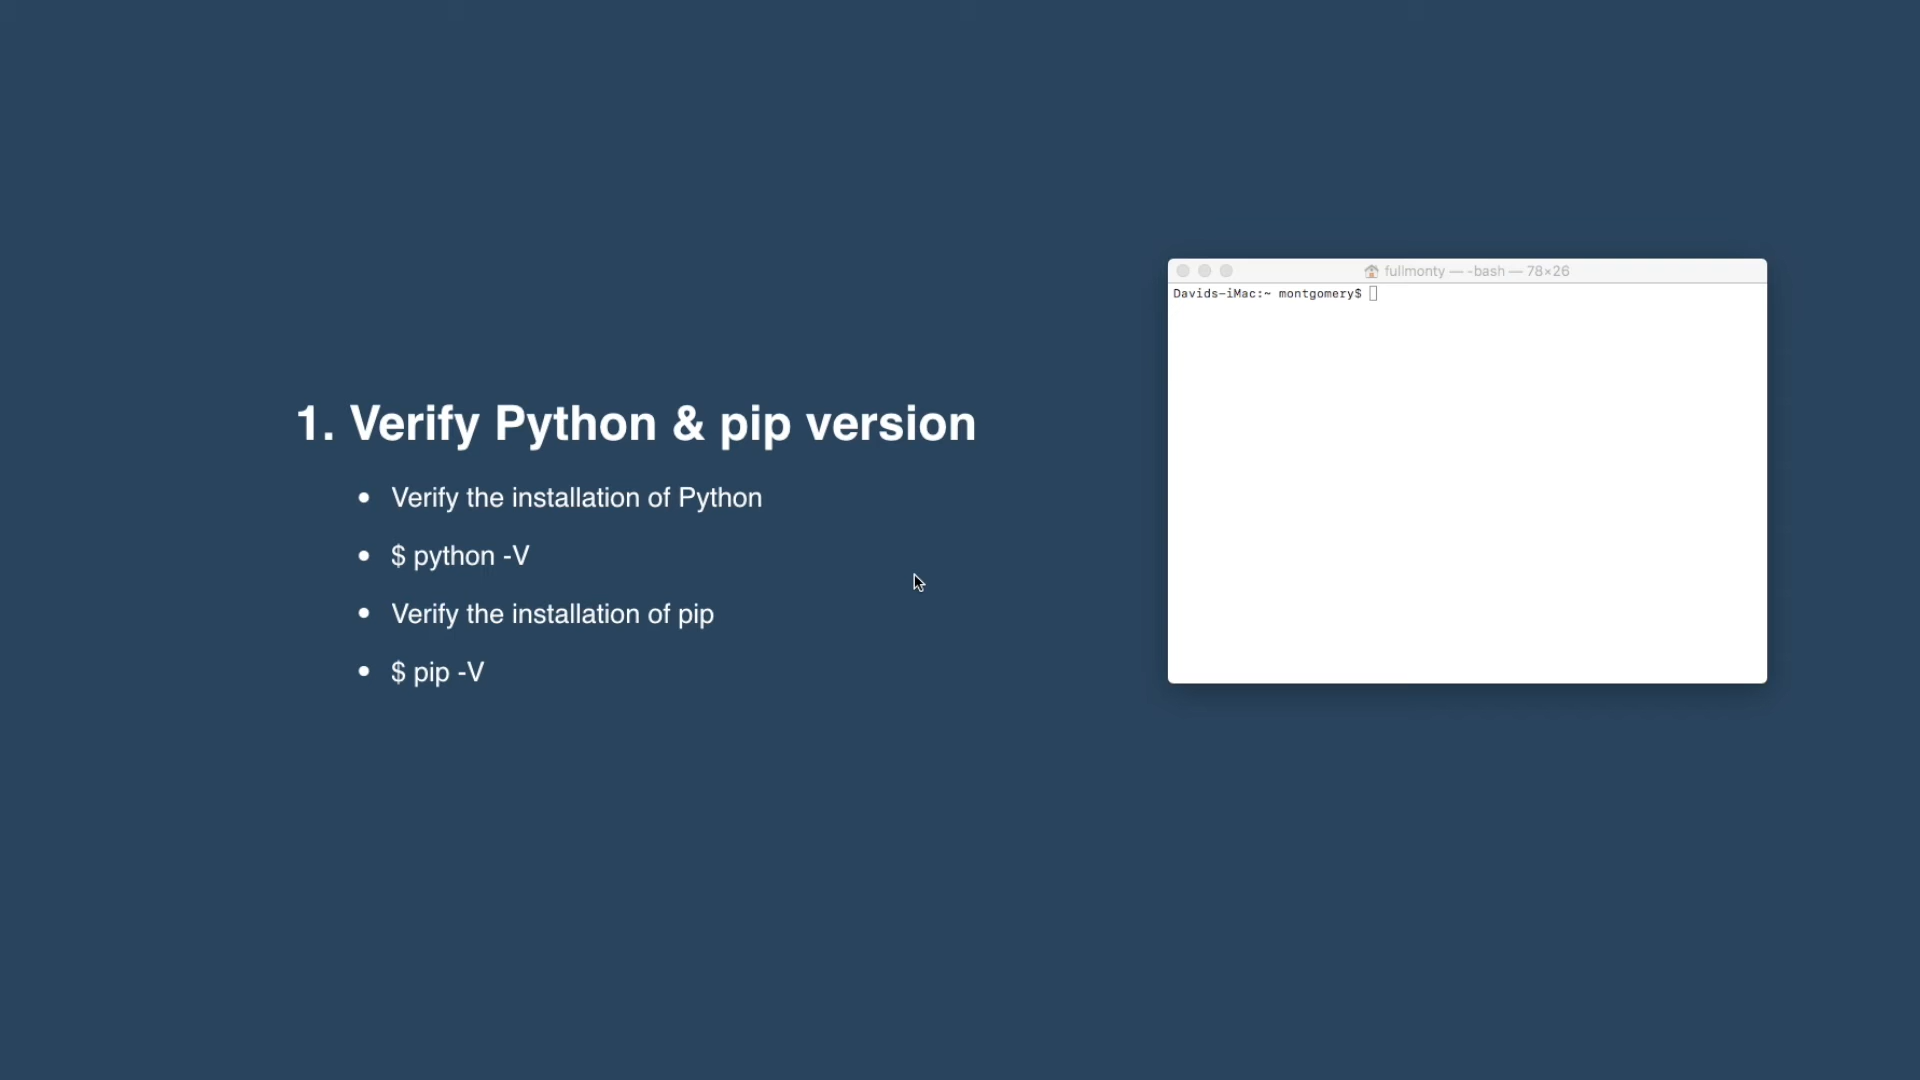 1. Verify Python & pip version
• Verify the installation of Python
• $ python -V
• Verify the installation of pip
• $ pip -V
fullmonty — -bash — 78×26
Davids-iMac:~ montgomery$